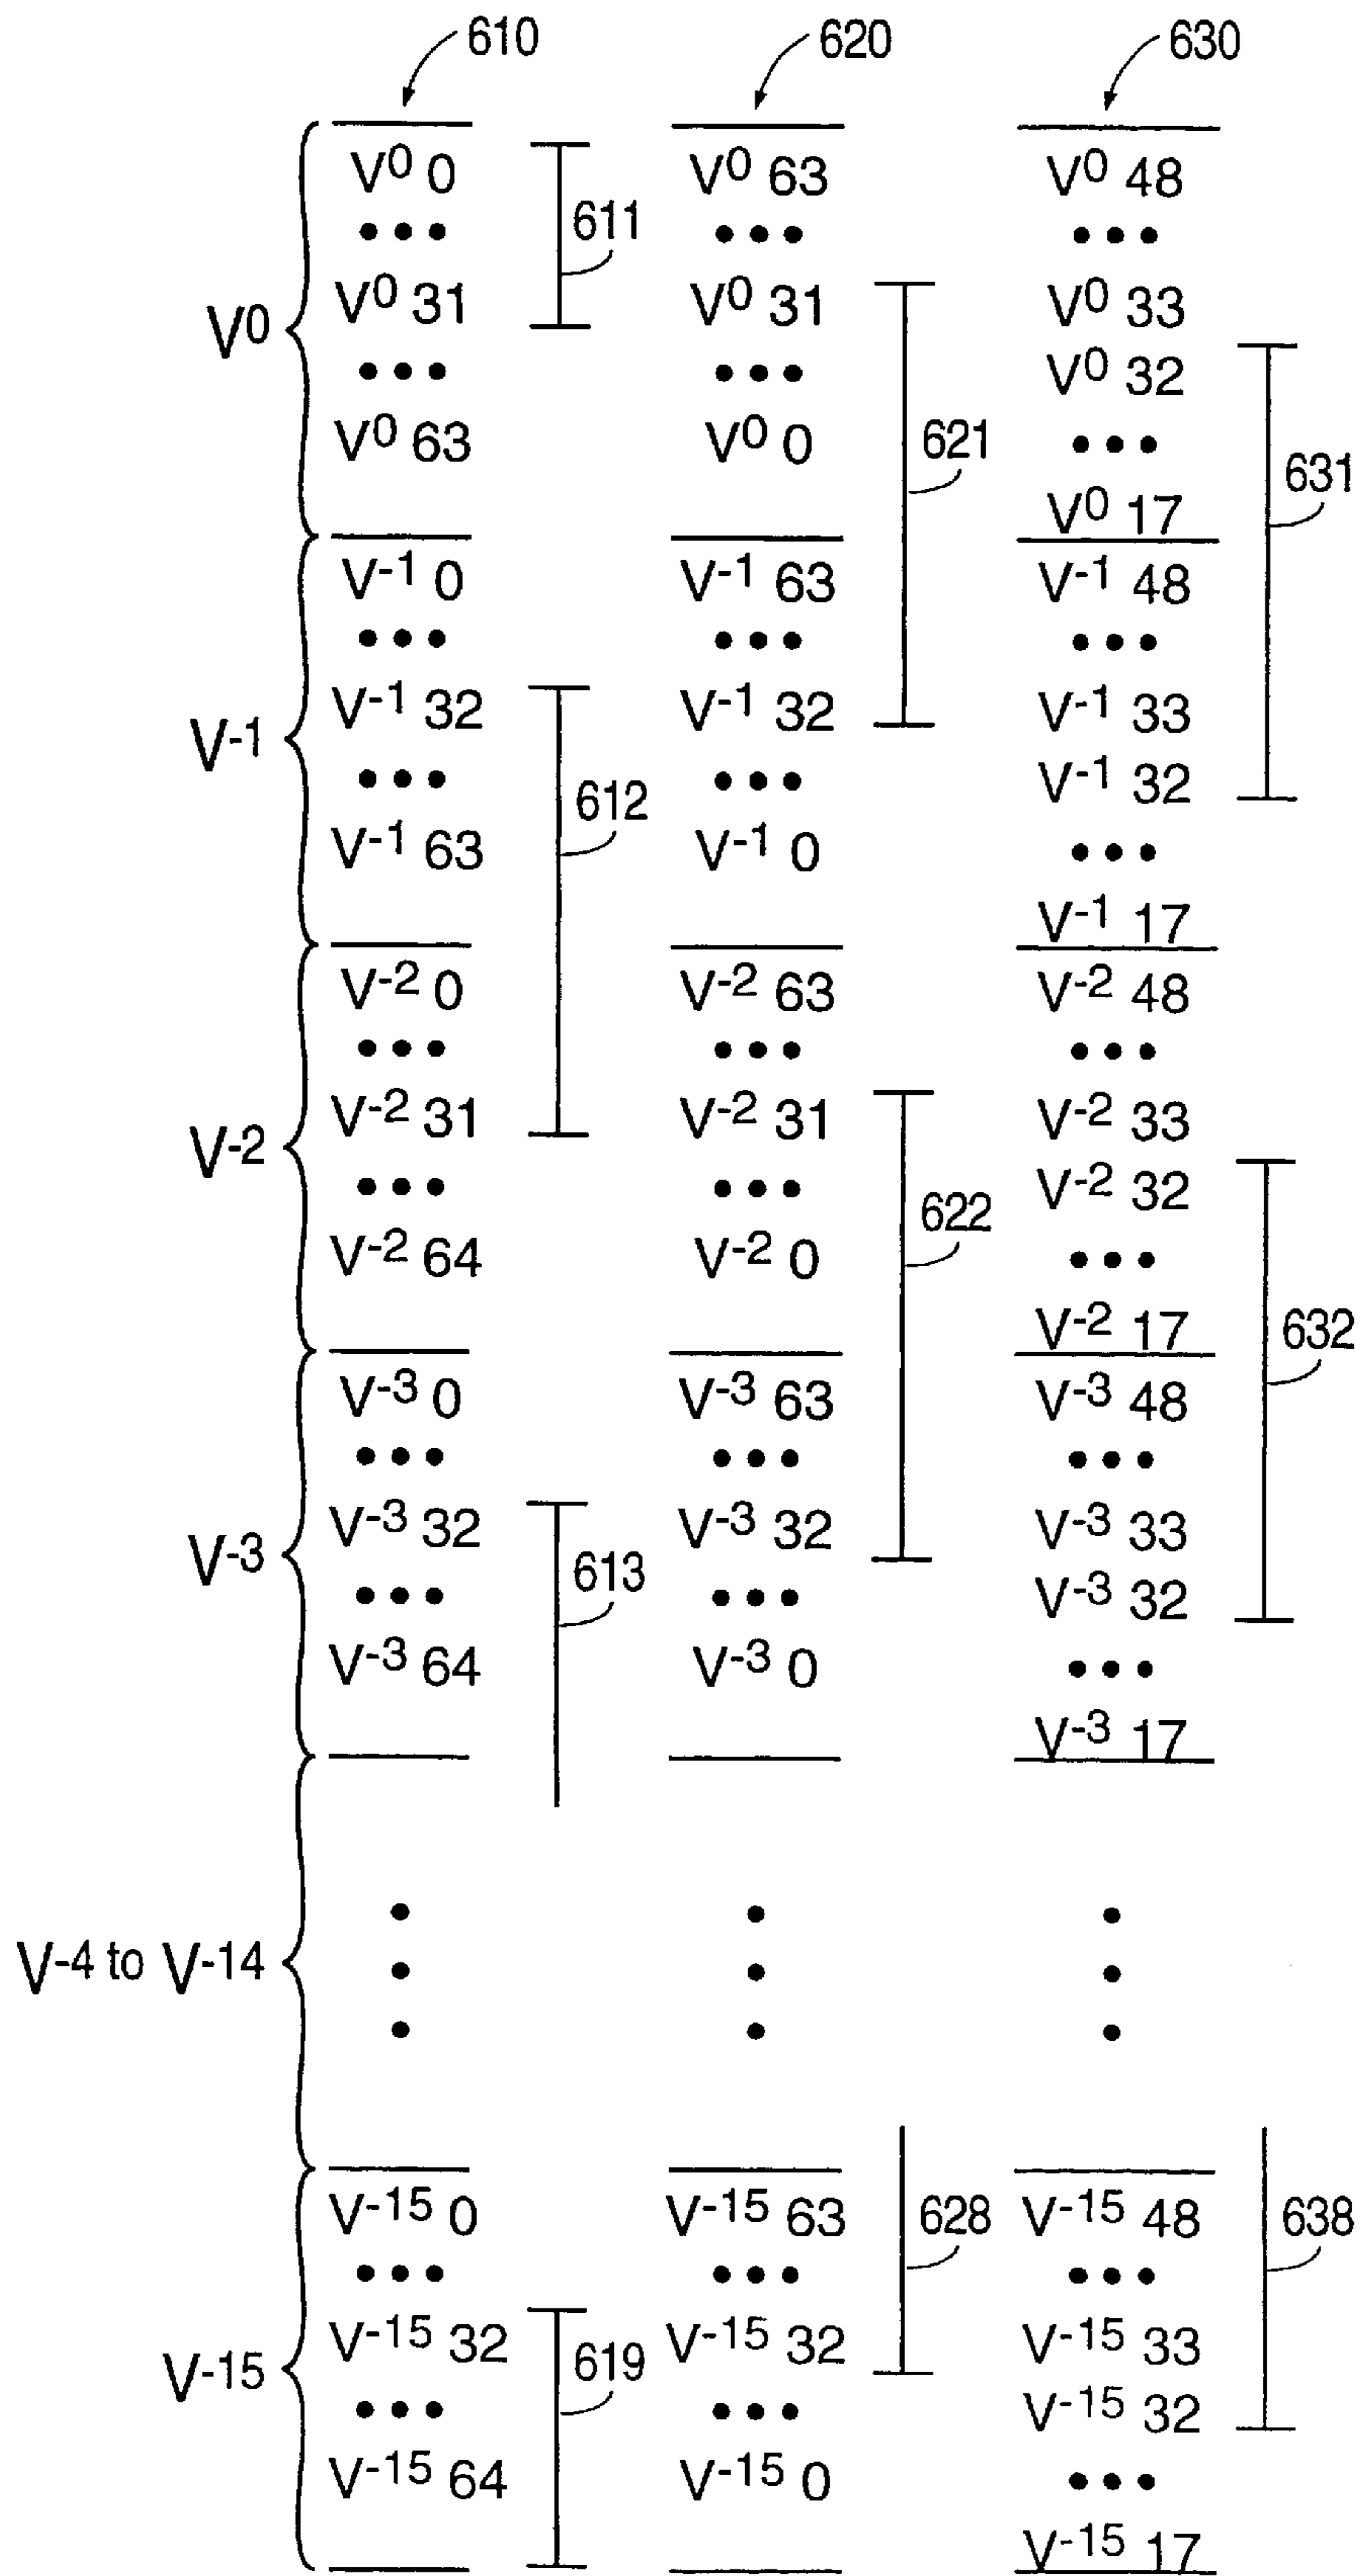 610 620 630
V0 0 V0 63 V0 48
••• ••• •••
611
V0 31 V0 31 V0 33
V0
••• ••• V0 32
V0 63 V0 0 •••
621 631
V0 17
V-1 0 V-1 63 V-1 48
••• ••• •••
V-1 32 V-1 32 V-1 33
V-1
••• ••• V-1 32
612
V-1 63 V-1 0 •••
V-1 17
V-2 0 V-2 63 V-2 48
••• ••• •••
V-2 31 V-2 31 V-2 33
V-2
••• ••• V-2 32
622
V-2 64 V-2 0 •••
V-2 17 632
V-3 0 V-3 63 V-3 48
••• ••• •••
V-3 32 V-3 32 V-3 33
V-3
613
••• ••• V-3 32
V-3 64 V-3 0 •••
V-3 17
V-4 to V-14
V-15 0 V-15 63 628 V-15 48 638
••• ••• •••
V-15 32 V-15 32 V-15 33
V-15 619
••• ••• V-15 32
V-15 64 V-15 0 •••
V-15 17